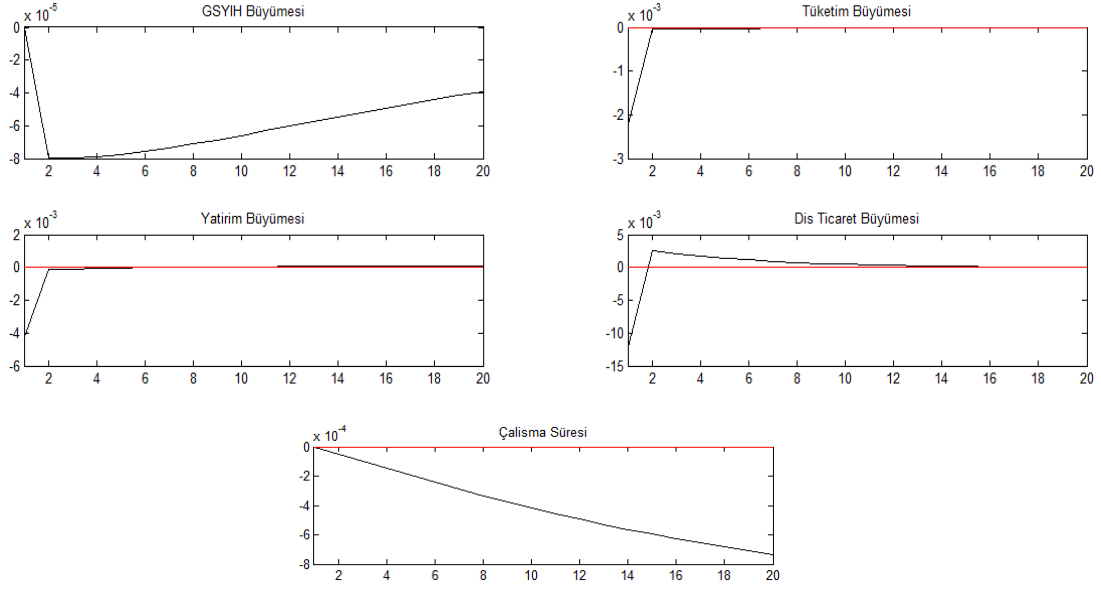 GSYIH Büyümesi
x 10-5
0
-2
-4
-6
-8
2 4 6 8 10 12 14 16 18 20
Tüketim Büyümesi
x 10-3
0
-1
-2
-3
2 4 6 8 10 12 14 16 18 20
Yatirim Büyümesi
x 10-3
2
0
-2
-4
-6
2 4 6 8 10 12 14 16 18 20
Dis Ticaret Büyümesi
x 10-3
5
0
-5
-10
-15
2 4 6 8 10 12 14 16 18 20
Çalisma Süresi
x 10-4
0
-2
-4
-6
-8
2 4 6 8 10 12 14 16 18 20